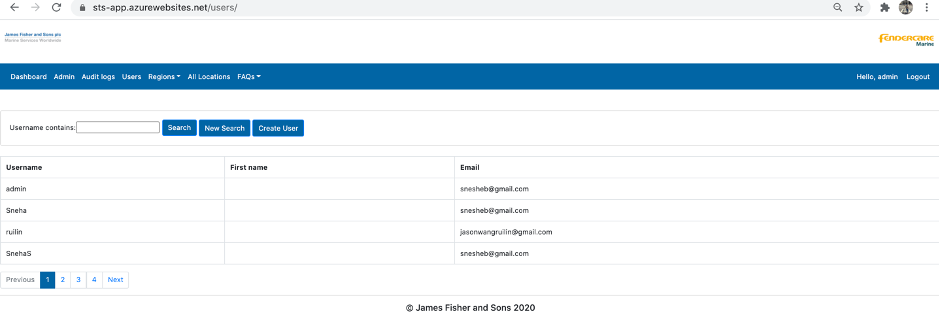 sts-app.azurewebsites.net/users/
James Fisher and Sons plc
Marine Services Worldwide
FENDERCARE
Marine
Dashboard Admin Audit logs Users Regions All Locations FAQs Hello, admin Logout
Username contains: Search New Search Create User
Username First name Email
admin snesheb@gmail.com
Sneha snesheb@gmail.com
ruilin jasonwangruilin@gmail.com
SnehaS snesheb@gmail.com
Previous 1 2 3 4 Next
© James Fisher and Sons 2020